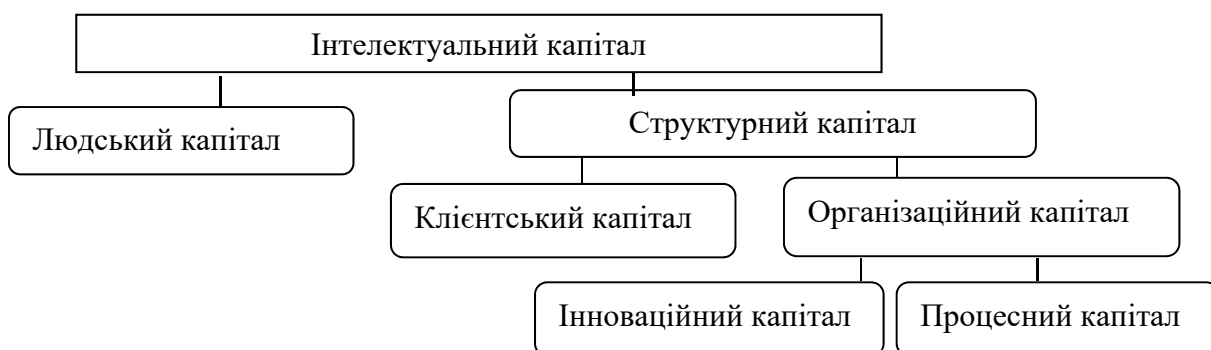 Інтелектуальний капітал
Людський капітал
Структурний капітал
Клієнтський капітал
Організаційний капітал
Інноваційний капітал
Процесний капітал